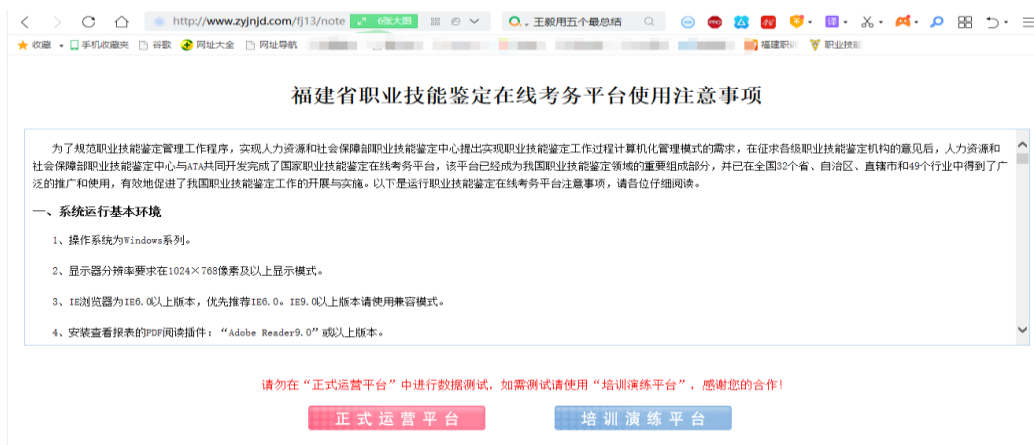 http://www.zyjnjd.com/fj13/note 6张大图 王毅用五个最总结
收藏 手机收藏夹 谷歌 网址大全 网址导航 福建职业 职业技能
福建省职业技能鉴定在线考务平台使用注意事项
为了规范职业技能鉴定管理工作程序，实现人力资源和社会保障部职业技能鉴定中心提出实现职业技能鉴定工作过程计算机化管理模式的需求，在征求各级职业技能鉴定机构的意见后，人力资源和
社会保障部职业技能鉴定中心与ATA共同开发完成了国家职业技能鉴定在线考务平台，该平台已经成为我国职业技能鉴定领域的重要组成部分，并已在全国32个省、自治区、直辖市和49个行业中得到了广
泛的推广和使用，有效地促进了我国职业技能鉴定工作的开展与实施。以下是运行职业技能鉴定在线考务平台注意事项，请各位仔细阅读。
一、系统运行基本环境
1、操作系统为Windows系列。
2、显示器分辨率要求在1024×768像素及以上显示模式。
3、IE浏览器为IE6.0以上版本，优先推荐IE6.0。IE9.0以上版本请使用兼容模式。
4、安装查看报表的PDF阅读插件：“Adobe Reader9.0”或以上版本。
请勿在“正式运营平台”中进行数据测试，如需测试请使用“培训演练平台”，感谢您的合作！
正式运营平台 培训演练平台